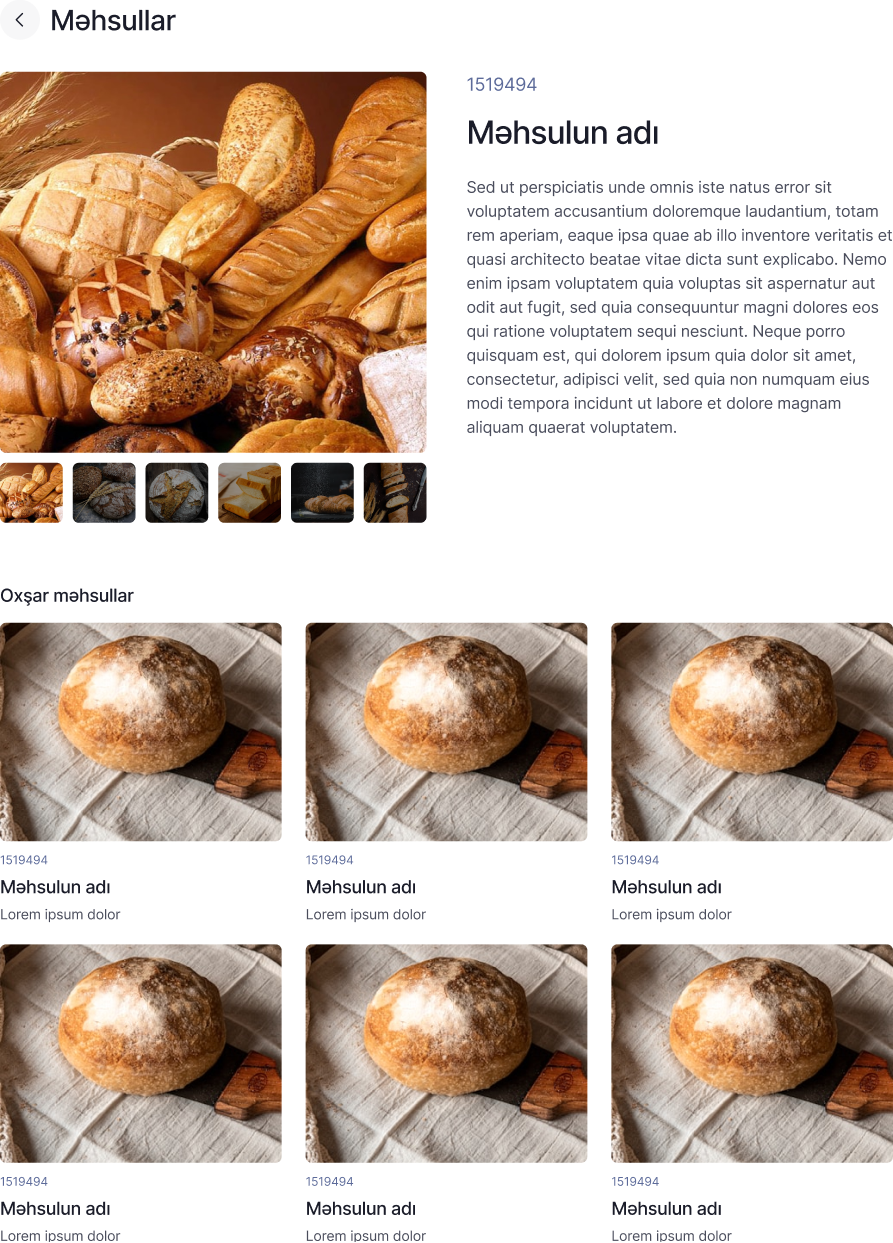 Məhsullar
1519494
Məhsulun adı
Sed ut perspiciatis unde omnis iste natus error sit
voluptatem accusantium doloremque laudantium, totam
rem aperiam, eaque ipsa quae ab illo inventore veritatis et
quasi architecto beatae vitae dicta sunt explicabo. Nemo
enim ipsam voluptatem quia voluptas sit aspernatur aut
odit aut fugit, sed quia consequuntur magni dolores eos
qui ratione voluptatem sequi nesciunt. Neque porro
quisquam est, qui dolorem ipsum quia dolor sit amet,
consectetur, adipisci velit, sed quia non numquam eius
modi tempora incidunt ut labore et dolore magnam
aliquam quaerat voluptatem.
Oxşar məhsullar
1519494
Məhsulun adı
Lorem ipsum dolor
1519494
Məhsulun adı
Lorem ipsum dolor
1519494
Məhsulun adı
Lorem ipsum dolor
1519494
Məhsulun adı
Lorem ipsum dolor
1519494
Məhsulun adı
Lorem ipsum dolor
1519494
Məhsulun adı
Lorem ipsum dolor